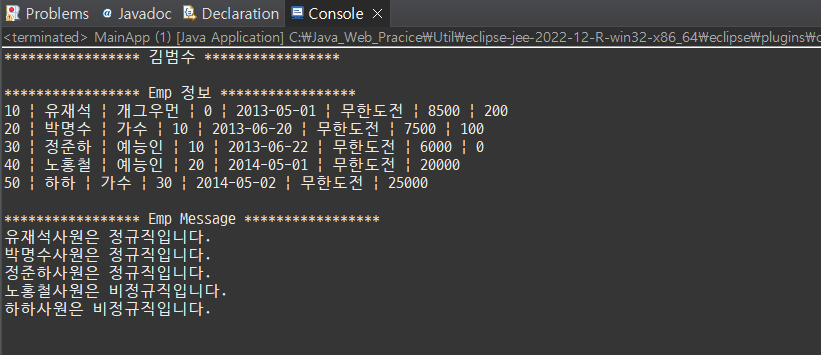 Problems @ Javadoc Declaration Console
<terminated> MainApp (1) [Java Application] C:₩Java_Web_Pracice₩Util₩eclipse-jee-2022-12-R-win32-x86_64₩eclipse₩plugins₩
***************** 김범수 *****************
***************** Emp 정보 *****************
10 ¦ 유재석 ¦ 개그우먼 ¦ 0 ¦ 2013-05-01 ¦ 무한도전 ¦ 8500 ¦ 200
20 ¦ 박명수 ¦ 가수 ¦ 10 ¦ 2013-06-20 ¦ 무한도전 ¦ 7500 ¦ 100
30 ¦ 정준하 ¦ 예능인 ¦ 10 ¦ 2013-06-22 ¦ 무한도전 ¦ 6000 ¦ 0
40 ¦ 노홍철 ¦ 예능인 ¦ 20 ¦ 2014-05-01 ¦ 무한도전 ¦ 20000
50 ¦ 하하 ¦ 가수 ¦ 30 ¦ 2014-05-02 ¦ 무한도전 ¦ 25000
***************** Emp Message *****************
유재석사원은 정규직입니다.
박명수사원은 정규직입니다.
정준하사원은 정규직입니다.
노홍철사원은 비정규직입니다.
하하사원은 비정규직입니다.